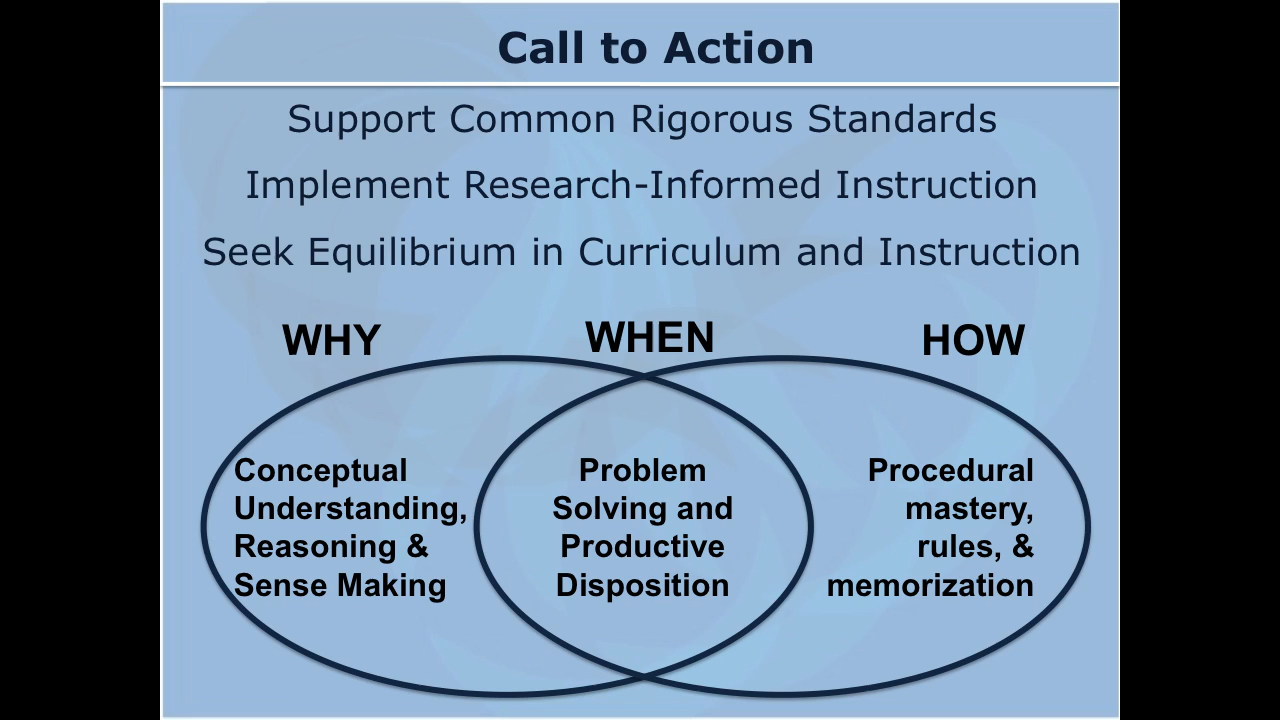 Call to Action
Support Common Rigorous Standards
Implement Research-Informed Instruction
Seek Equilibrium in Curriculum and Instruction
WHY
WHEN
HOW
Conceptual
Understanding,
Reasoning &
Sense Making
Problem
Solving and
Productive
Disposition
Procedural
mastery,
rules, &
memorization